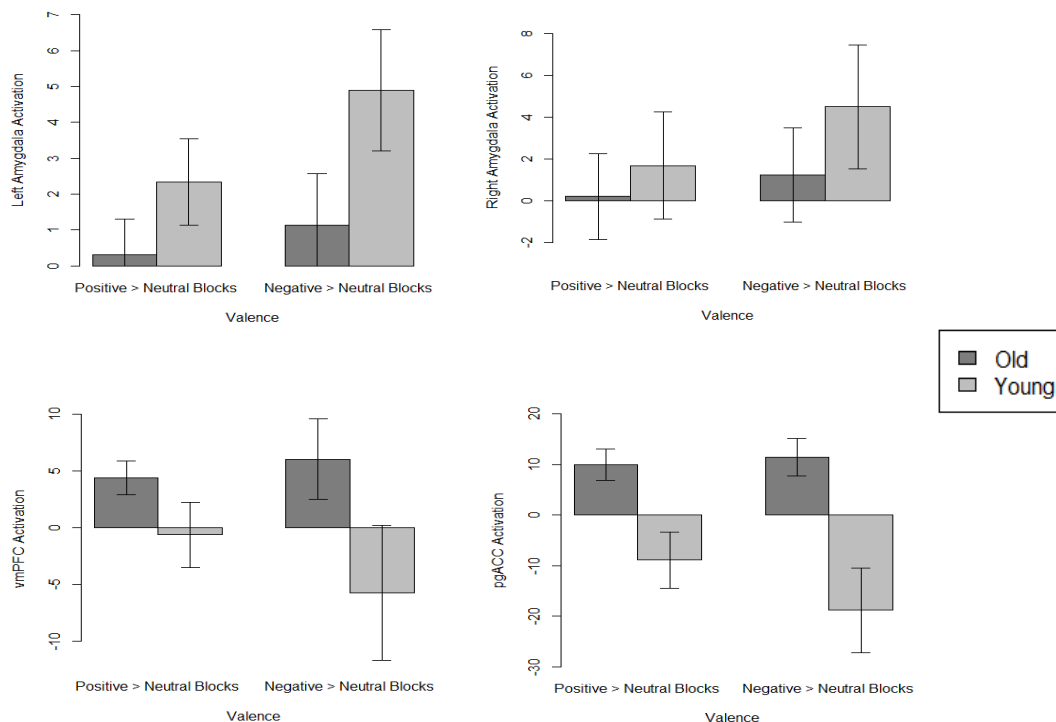 Left Amygdala Activation
7
6
5
4
3
2
1
0
Positive > Neutral Blocks
Negative > Neutral Blocks
Valence
Right Amygdala Activation
8
6
4
2
0
-2
Positive > Neutral Blocks
Negative > Neutral Blocks
Valence
Old
Young
vmPFC Activation
10
5
0
-5
-10
Positive > Neutral Blocks
Negative > Neutral Blocks
Valence
pgACC Activation
20
10
0
-10
-20
-30
Positive > Neutral Blocks
Negative > Neutral Blocks
Valence